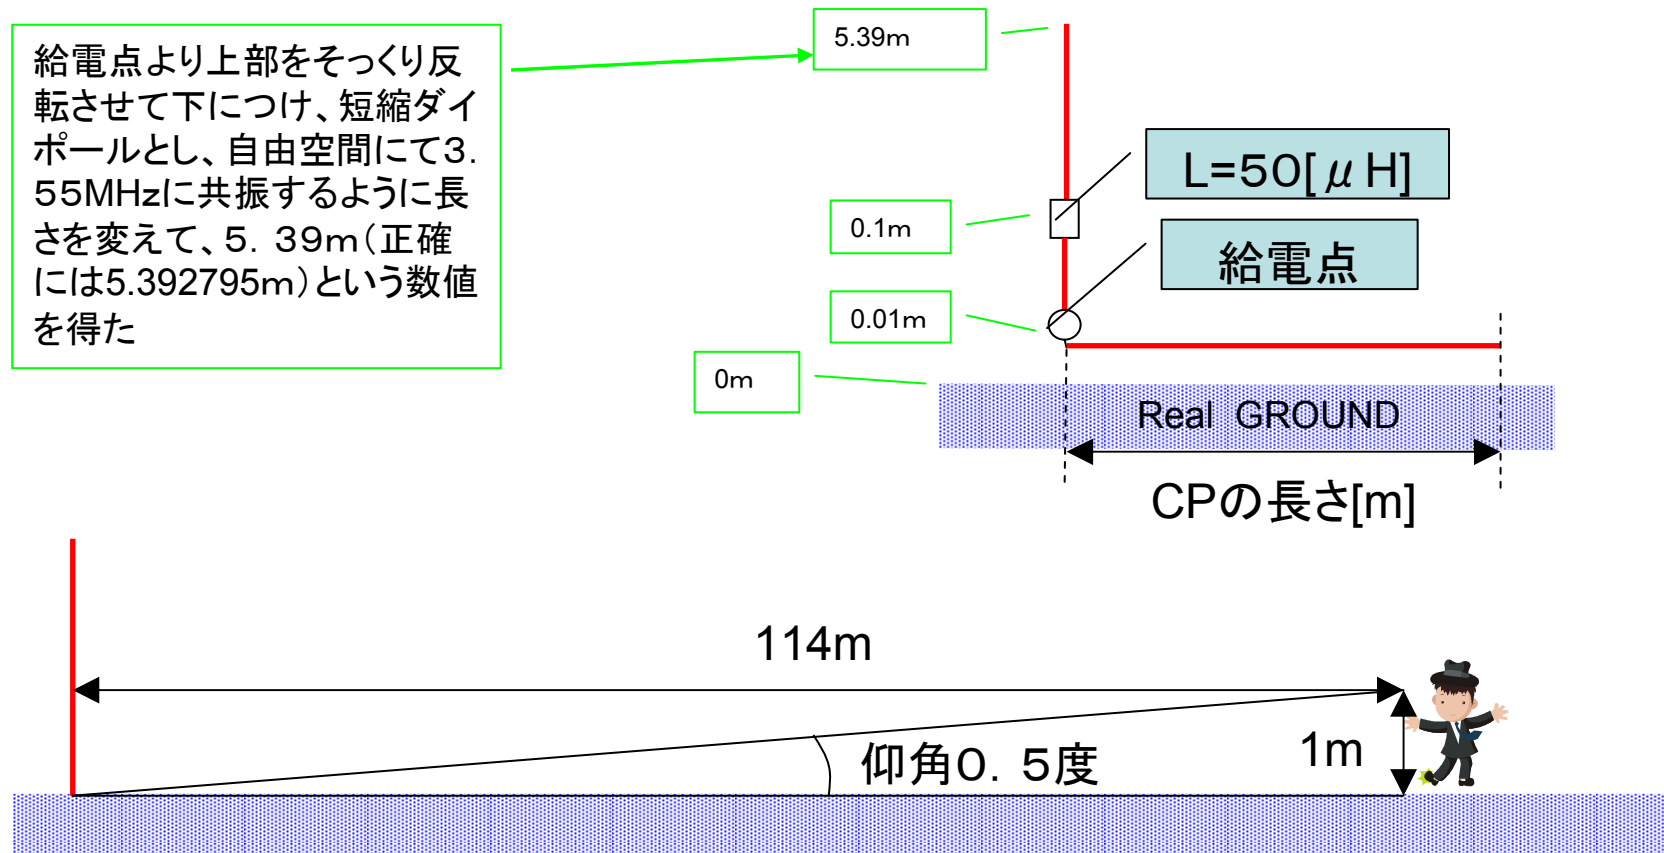 給電点より上部をそっくり反
転させて下につけ、短縮ダイ
ポールとし、自由空間にて3.
55MHzに共振するように長
さを変えて、5. 39m(正確
には5.392795m)という数値
を得た
5.39m
L=50[μH]
0.1m
給電点
0.01m
0m
Real GROUND
CPの長さ[m]
114m
仰角0. 5度
1m